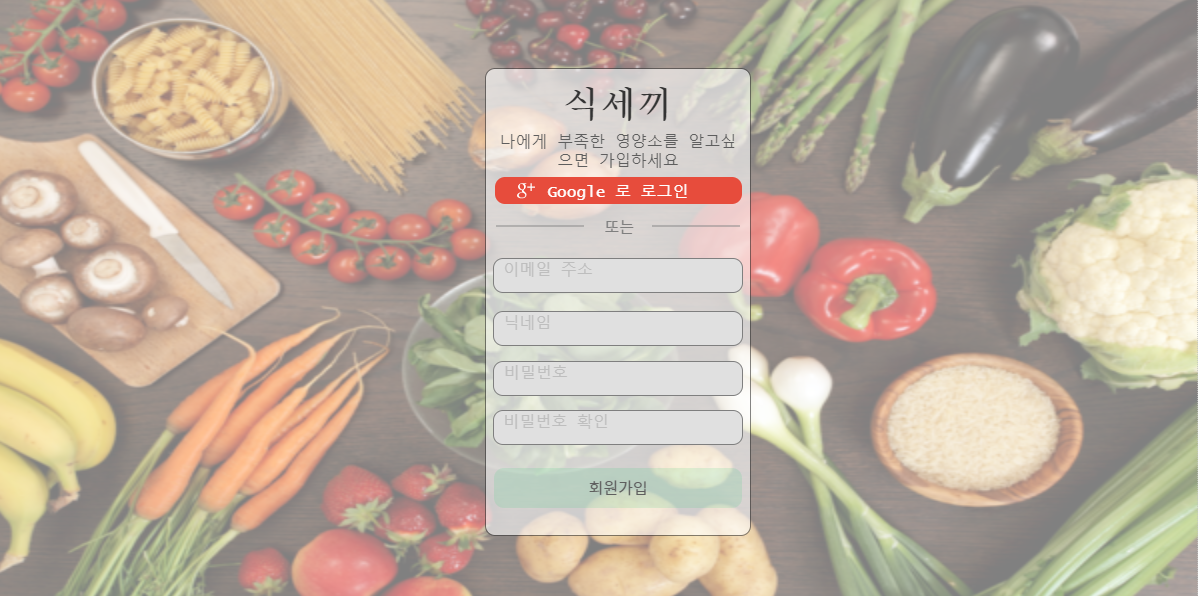 식세끼
나에게 부족한 영양소를 알고싶
으면 가입하세요
g+ Google 로 로그인
또는
이메일 주소
닉네임
비밀번호
비밀번호 확인
회원가입